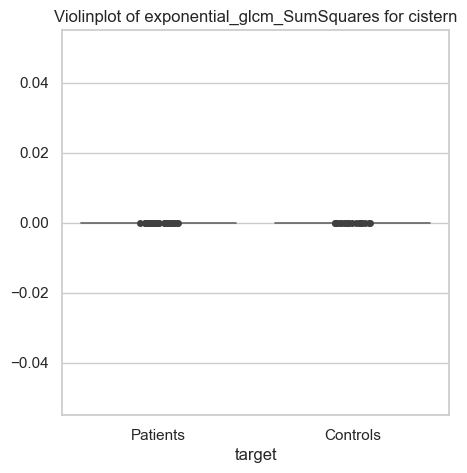 Violinplot of exponential_glcm_SumSquares for cistern
0.04
0.02
0.00
−0.02
−0.04
Patients
Controls
target